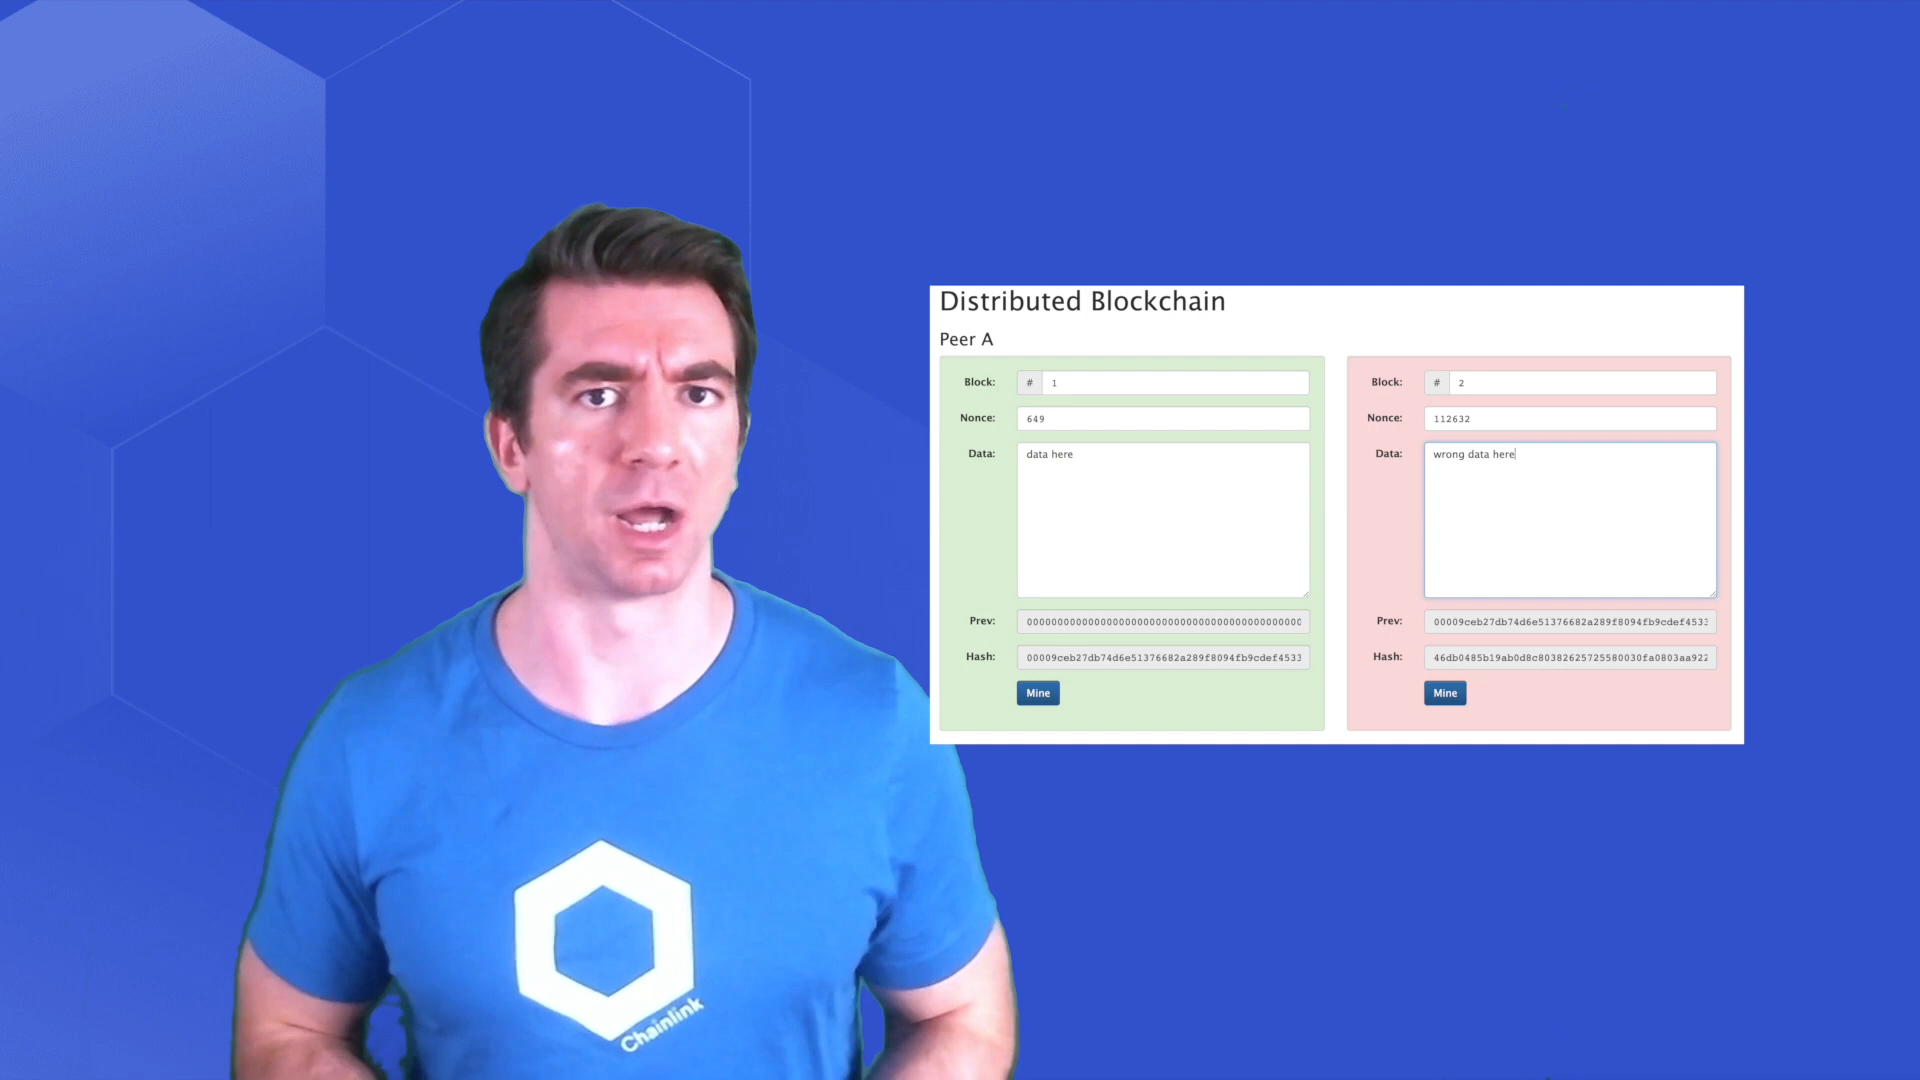 Distributed Blockchain
Peer A
Block: # 1
Nonce: 649
Data: data here
Prev: 00000000000000000000000000000000000000000000000000
Hash: 00009ceb27db74d6e51376682a289f8094fb9cdef4533
Mine
Block: # 2
Nonce: 112632
Data: wrong data here
Prev: 00009ceb27db74d6e51376682a289f8094fb9cdef4533
Hash: 46db0485b19ab0d8c80382625725580030fa0803aa922
Mine
Chainlink